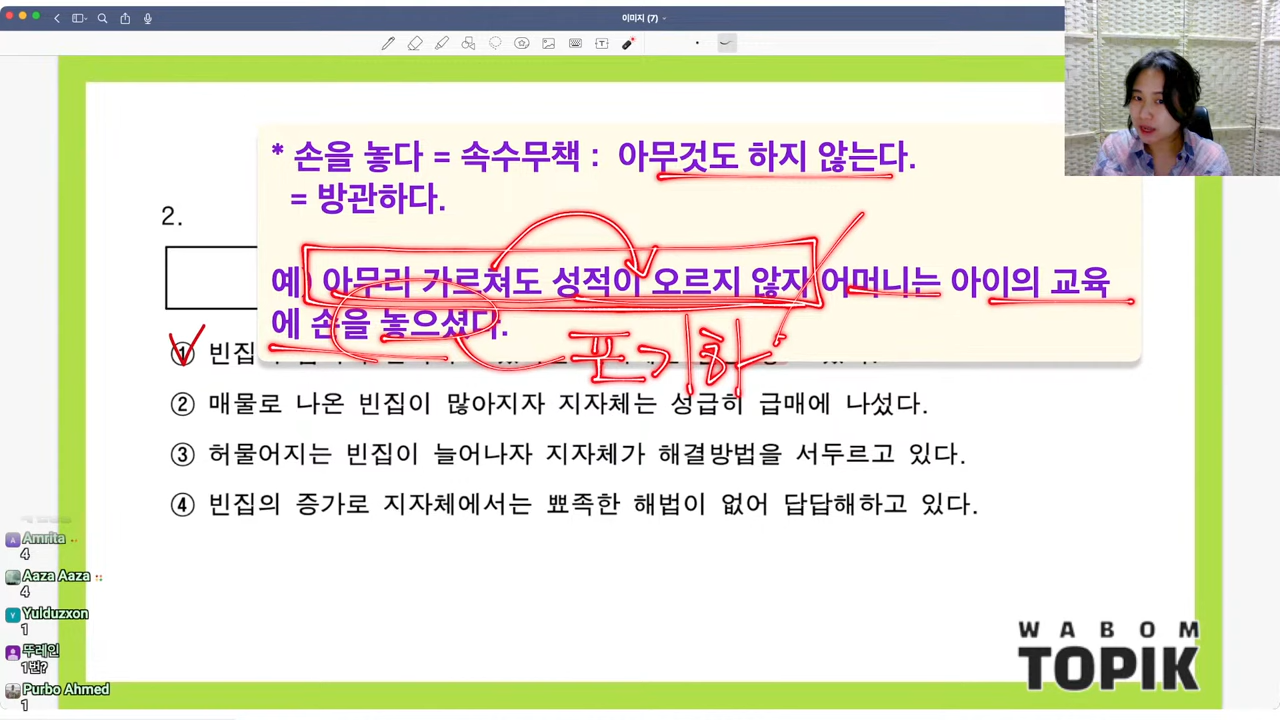 이미지 (7)
* 손을 놓다 = 속수무책 : 아무것도 하지 않는다.
= 방관하다.
예) 아무리 가르쳐도 성적이 오르지 않자 어머니는 아이의 교육
에 손을 놓으셨다.
포기하
2.
① 빈집
② 매물로 나온 빈집이 많아지자 지자체는 성급히 급매에 나섰다.
③ 허물어지는 빈집이 늘어나자 지자체가 해결방법을 서두르고 있다.
④ 빈집의 증가로 지자체에서는 뾰족한 해법이 없어 답답해하고 있다.
Amrita
4
Aaza Aaza
4
Yulduzxon
1
뚜레인
1번?
Purbo Ahmed
1
WABOM
TOPIK